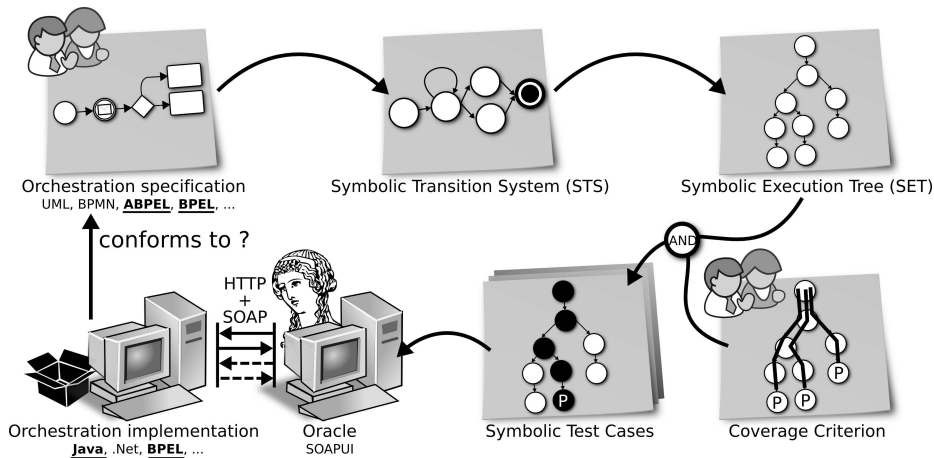 Orchestration specification
UML, BPMN, ABPEL, BPEL, ...
Symbolic Transition System (STS)
Symbolic Execution Tree (SET)
conforms to ?
AND
HTTP
+
SOAP
P
P
P
P
Orchestration implementation
Java, .Net, BPEL, ...
Oracle
SOAPUI
Symbolic Test Cases
Coverage Criterion